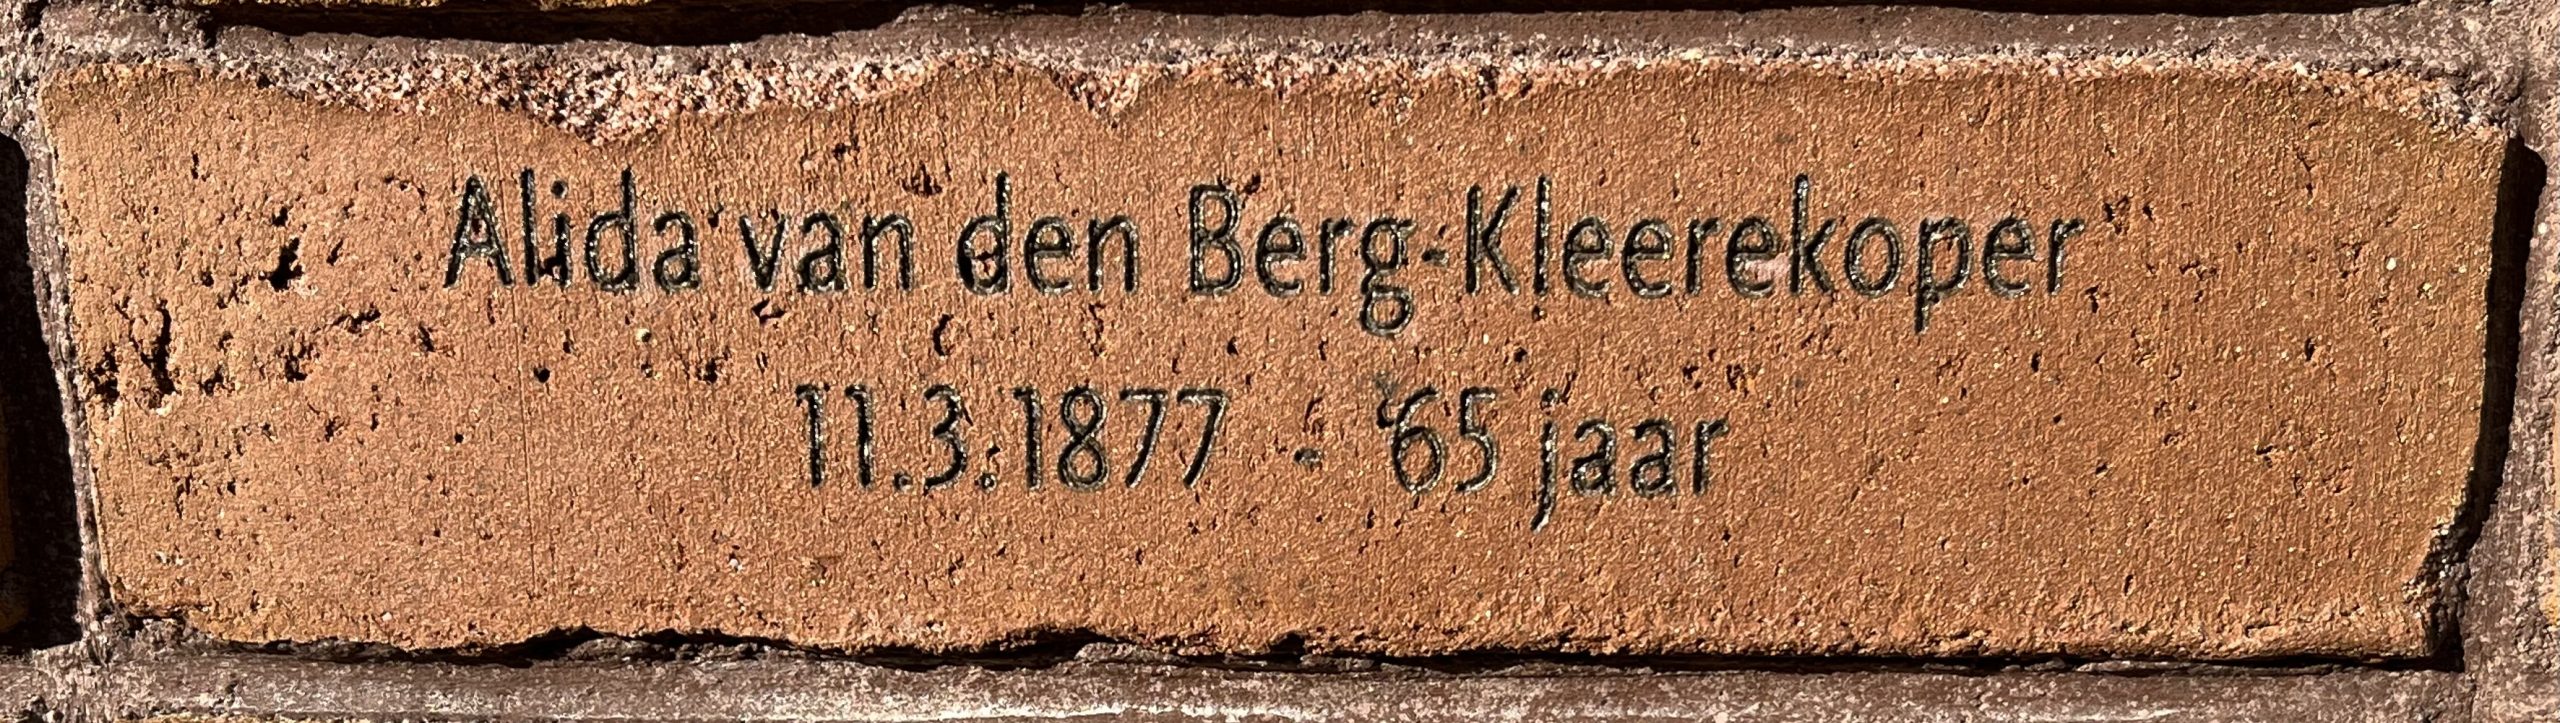 Alida van den Berg-Kleerekoper
11.3.1877 - 65 jaar